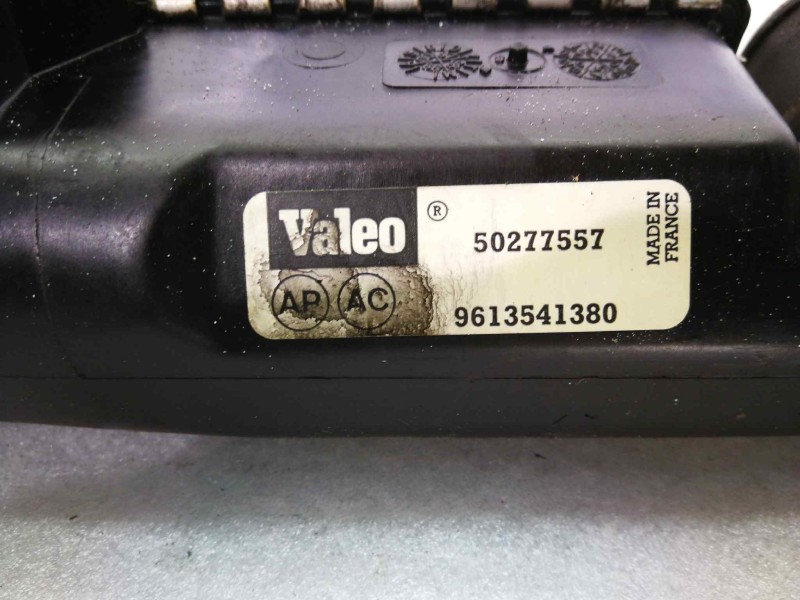 Valeo ®
50277557
AP AC
9613541380
MADE IN
FRANCE